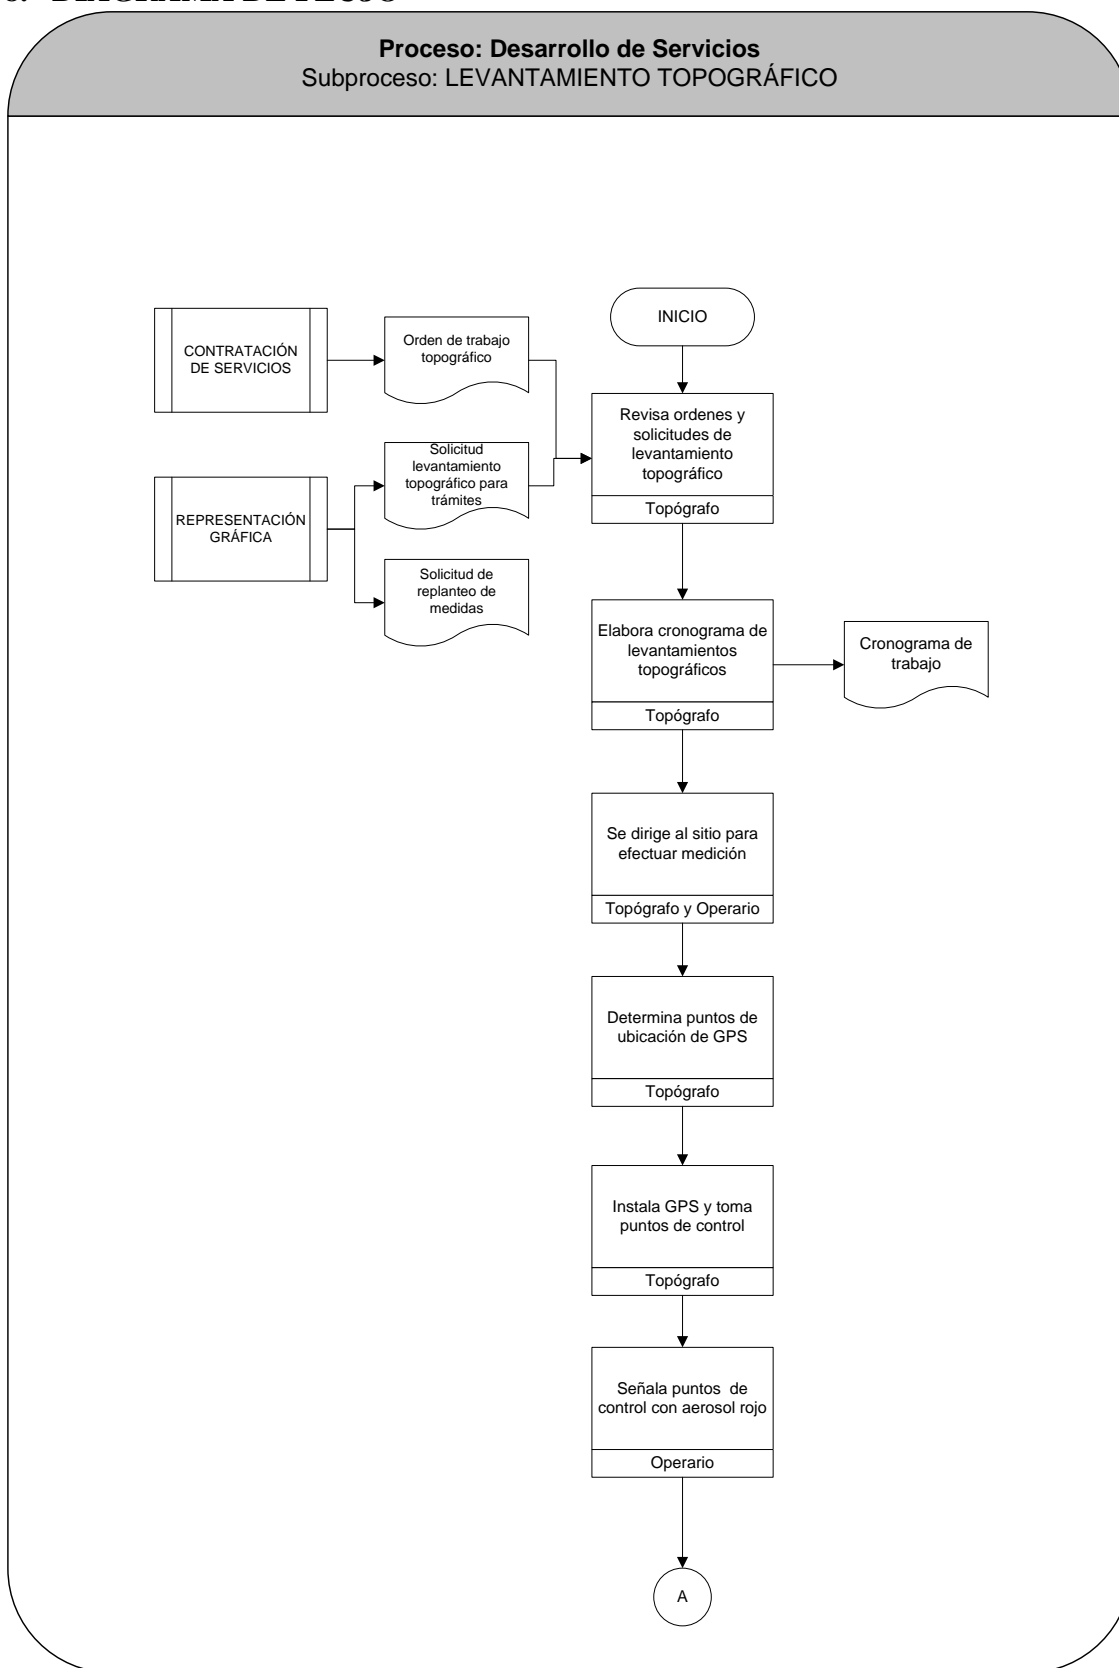 Proceso: Desarrollo de Servicios
Subproceso: LEVANTAMIENTO TOPOGRÁFICO
INICIO
CONTRATACIÓN
DE SERVICIOS
Orden de trabajo
topográfico
Revisa ordenes y
solicitudes de
levantamiento
topográfico
Topógrafo
Solicitud
levantamiento
topográfico para
trámites
REPRESENTACIÓN
GRÁFICA
Solicitud de
replanteo de
medidas
Elabora cronograma de
levantamientos
topográficos
Topógrafo
Cronograma de
trabajo
Se dirige al sitio para
efectuar medición
Topógrafo y Operario
Determina puntos de
ubicación de GPS
Topógrafo
Instala GPS y toma
puntos de control
Topógrafo
Señala puntos  de
control con aerosol rojo
Operario
A